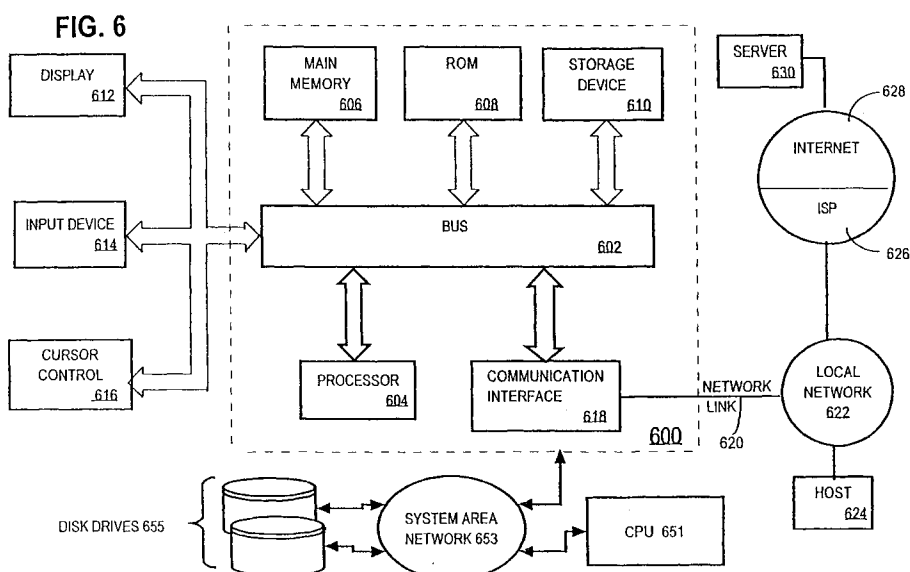 FIG. 6
DISPLAY
612
INPUT DEVICE
614
CURSOR
CONTROL
616
MAIN
MEMORY
606
ROM
608
STORAGE
DEVICE
610
BUS
602
PROCESSOR
604
COMMUNICATION
INTERFACE
618
600
SERVER
630
628
INTERNET
ISP
626
NETWORK
LINK
620
LOCAL
NETWORK
622
HOST
624
DISK DRIVES 655
SYSTEM AREA
NETWORK 653
CPU 651